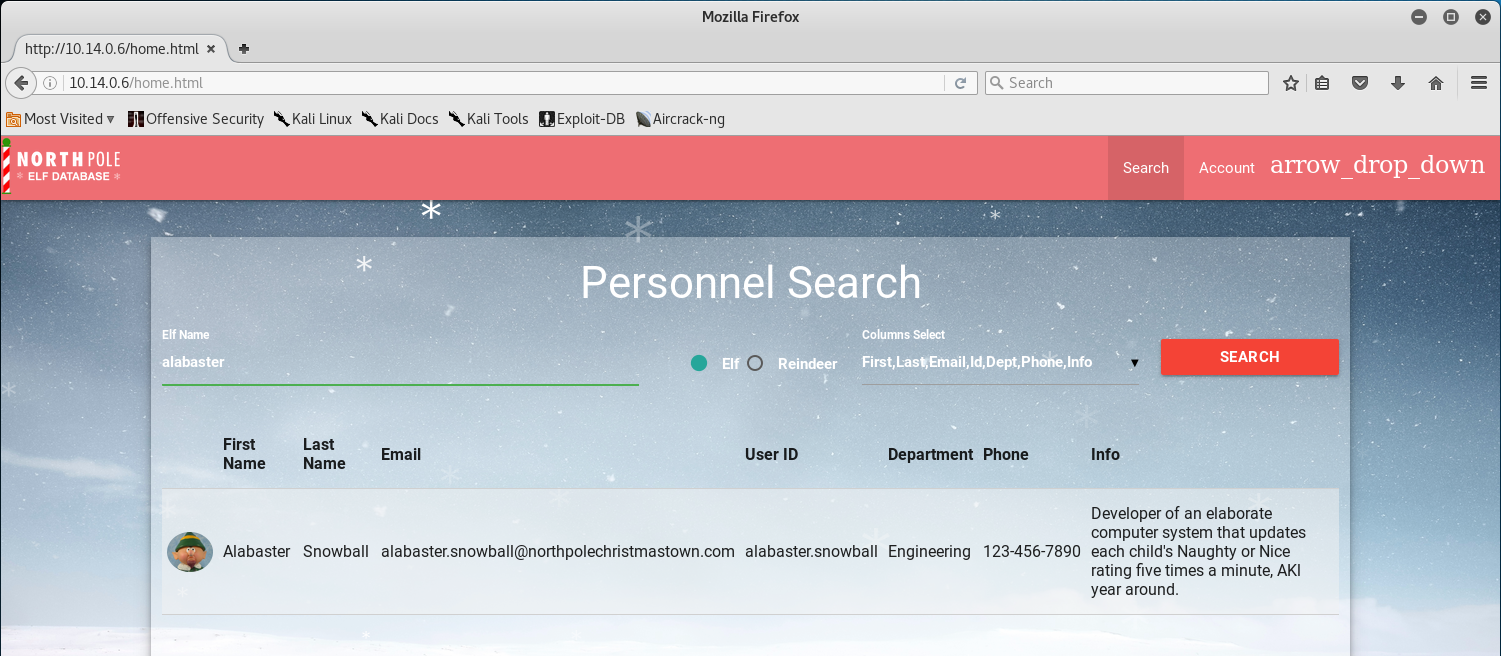 Mozilla Firefox
http://10.14.0.6/home.html
10.14.0.6/home.html
Search
Most Visited Offensive Security Kali Linux Kali Docs Kali Tools Exploit-DB Aircrack-ng
NORTH POLE
* ELF DATABASE *
Search Account arrow_drop_down
Personnel Search
Elf Name
alabaster
Elf Reindeer
Columns Select
First,Last,Email,Id,Dept,Phone,Info
SEARCH
First Name
Last Name
Email
User ID
Department
Phone
Info
Alabaster
Snowball
alabaster.snowball@northpolechristmastown.com
alabaster.snowball
Engineering
123-456-7890
Developer of an elaborate
computer system that updates
each child's Naughty or Nice
rating five times a minute, AKI
year around.